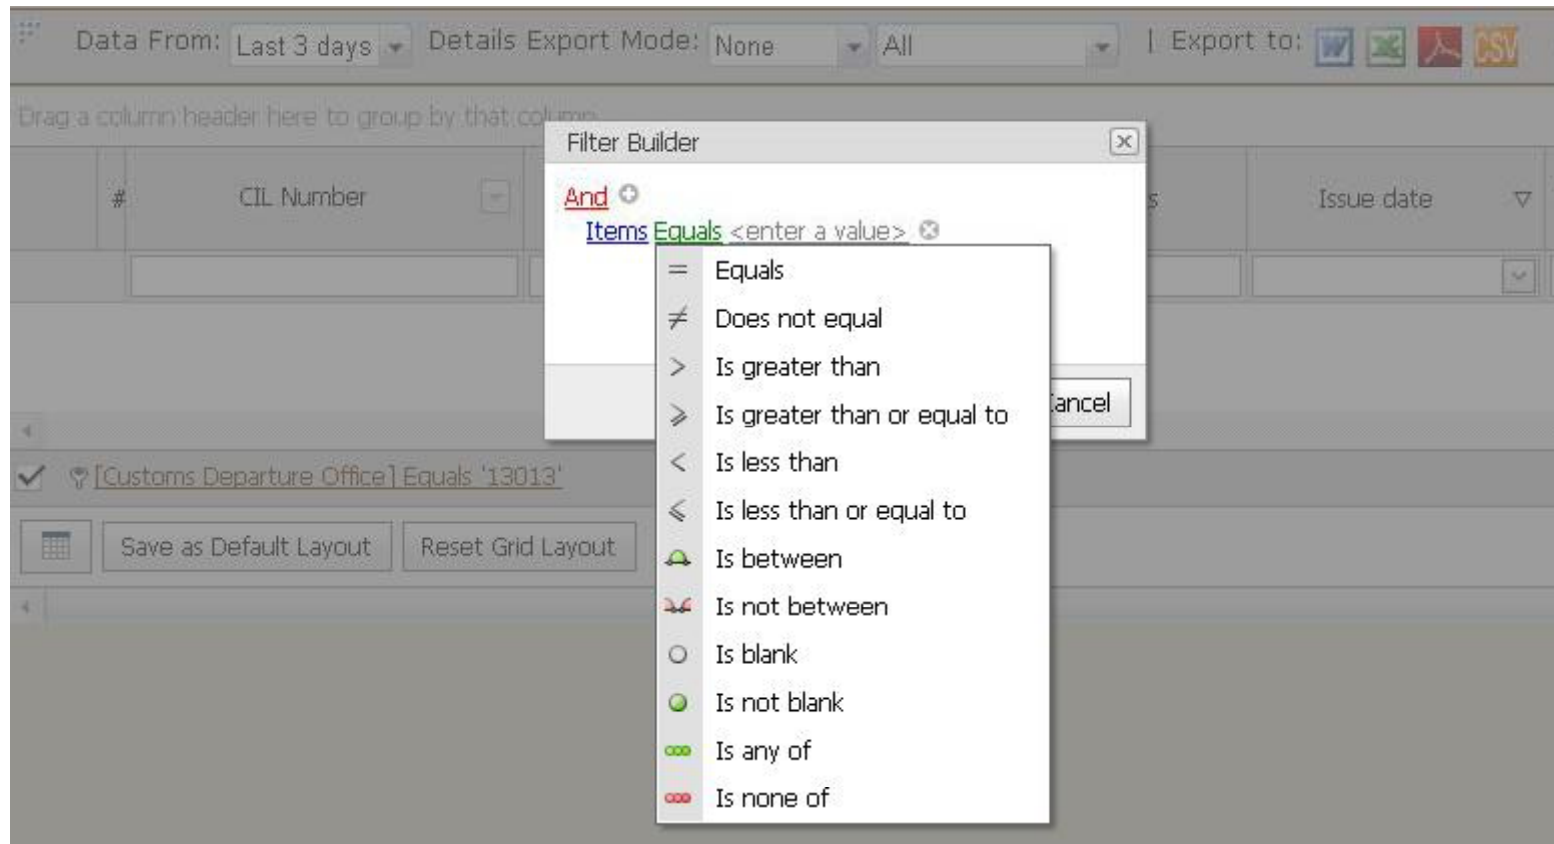 Data From: Last 3 days Details Export Mode: None All | Export to: CSV
Drag a column header here to group by that column
Filter Builder
# CIL Number s Issue date
And
Items Equals <enter a value>
= Equals
≠ Does not equal
> Is greater than
⩾ Is greater than or equal to
ancel
< Is less than
⩽ Is less than or equal to
[Customs Departure Office] Equals '13013'
Save as Default Layout Reset Grid Layout
Is between
Is not between
Is blank
Is not blank
Is any of
Is none of